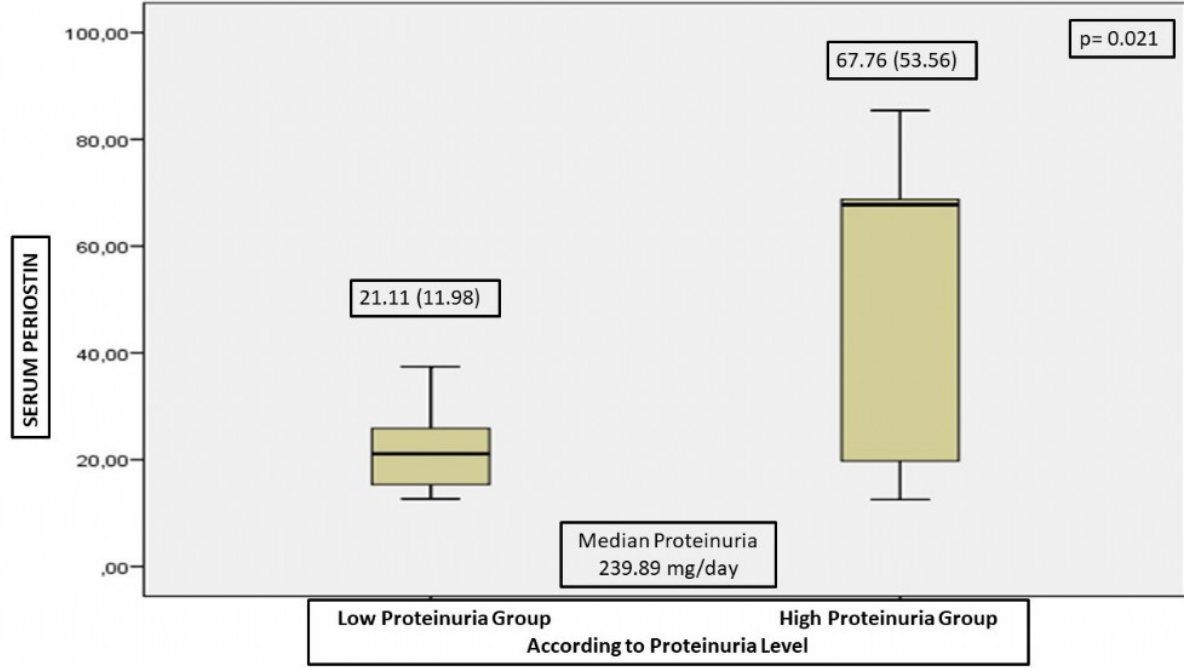 100,00
80,00
60,00
40,00
20,00
,00
SERUM PERIOSTIN
p= 0.021
67.76 (53.56)
21.11 (11.98)
Median Proteinuria
239.89 mg/day
Low Proteinuria Group
High Proteinuria Group
According to Proteinuria Level